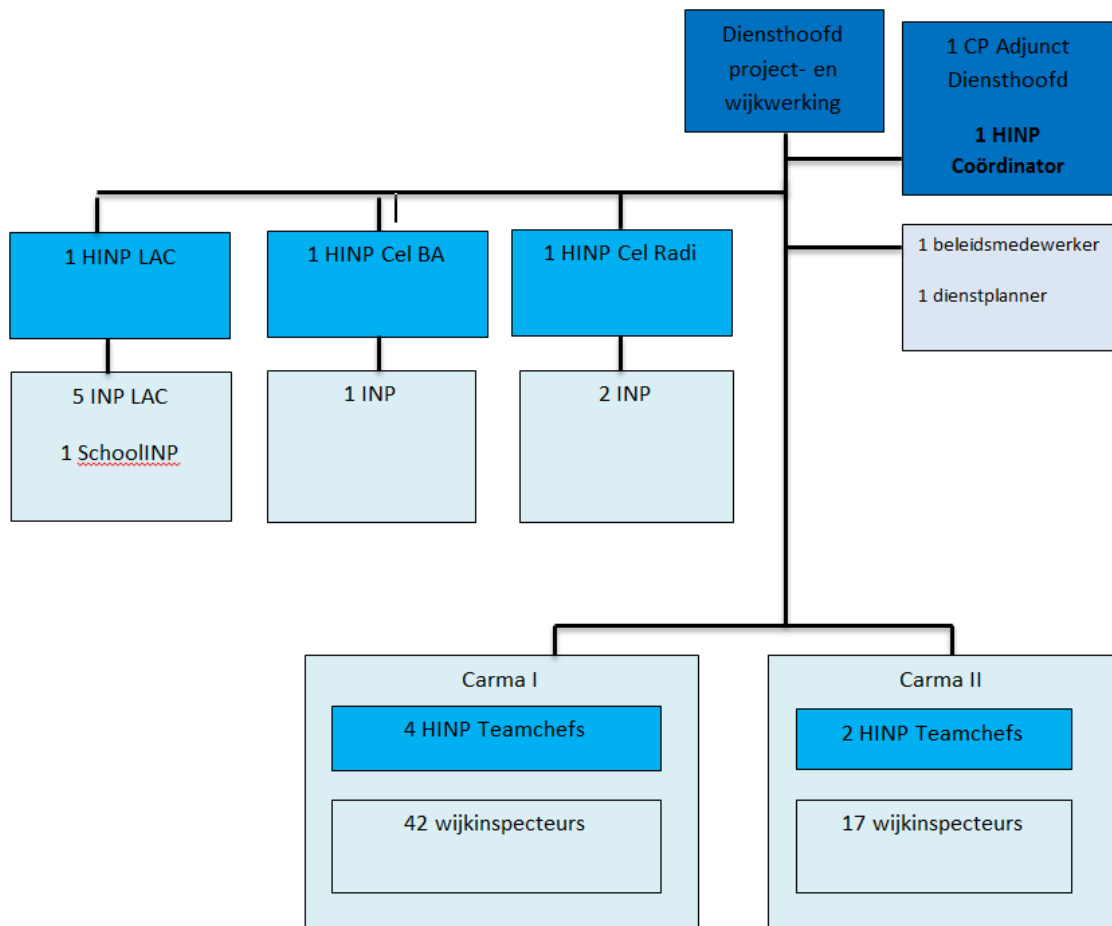 Diensthoofd
project- en
wijkwerking
1 CP Adjunct
Diensthoofd
1 HINP
Coördinator
1 beleidsmedewerker
1 dienstplanner
1 HINP LAC
1 HINP Cel BA
1 HINP Cel Radi
5 INP LAC
1 SchoolINP
1 INP
2 INP
Carma I
4 HINP Teamchefs
42 wijkinspecteurs
Carma II
2 HINP Teamchefs
17 wijkinspecteurs